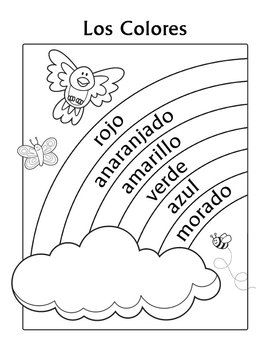 Los Colores
rojo
anaranjado
amarillo
verde
azul
morado